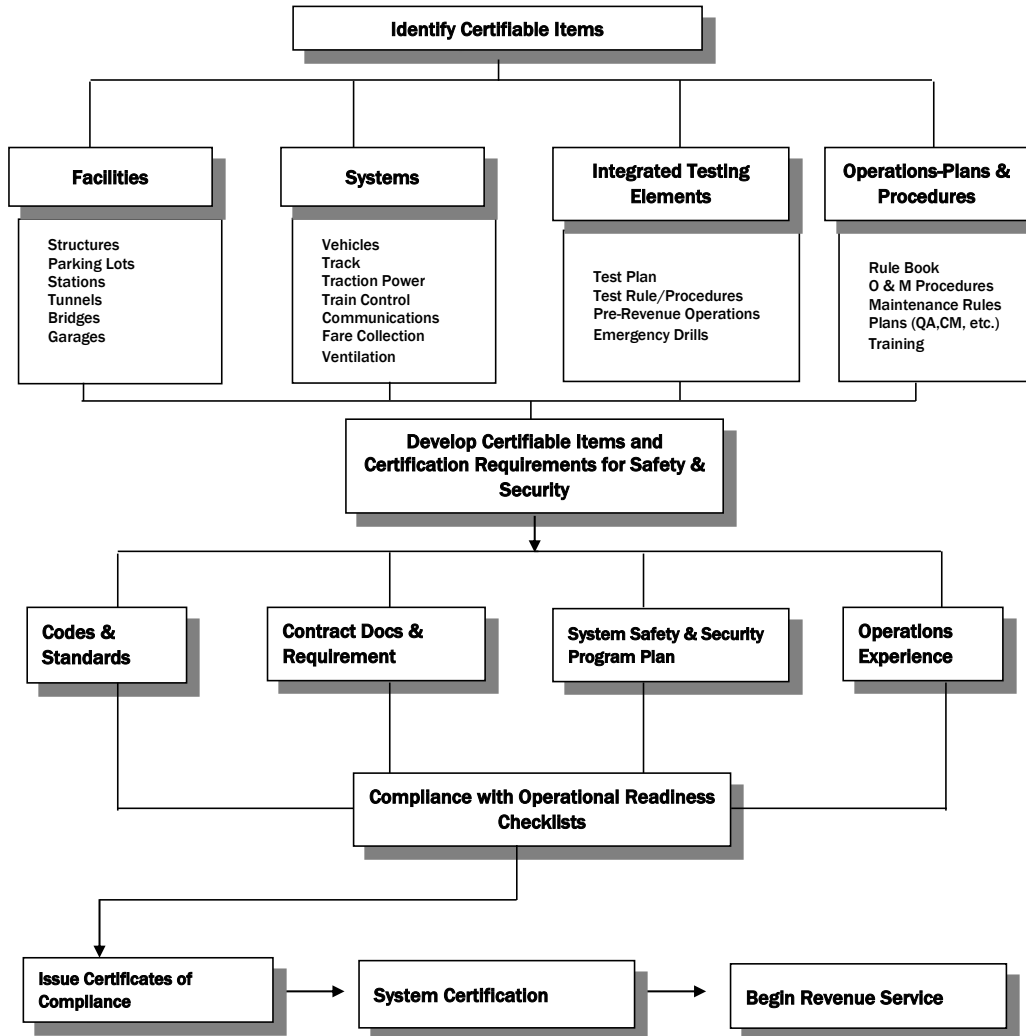 Identify Certifiable Items
Facilities
Structures
Parking Lots
Stations
Tunnels
Bridges
Garages
Systems
Vehicles
Track
Traction Power
Train Control
Communications
Fare Collection
Ventilation
Integrated Testing
Elements
Test Plan
Test Rule/Procedures
Pre-Revenue Operations
Emergency Drills
Operations-Plans &
Procedures
Rule Book
O & M Procedures
Maintenance Rules
Plans (QA,CM, etc.)
Training
Develop Certifiable Items and
Certification Requirements for Safety &
Security
Codes &
Standards
Contract Docs &
Requirement
System Safety & Security
Program Plan
Operations
Experience
Compliance with Operational Readiness
Checklists
Issue Certificates of
Compliance
System Certification
Begin Revenue Service